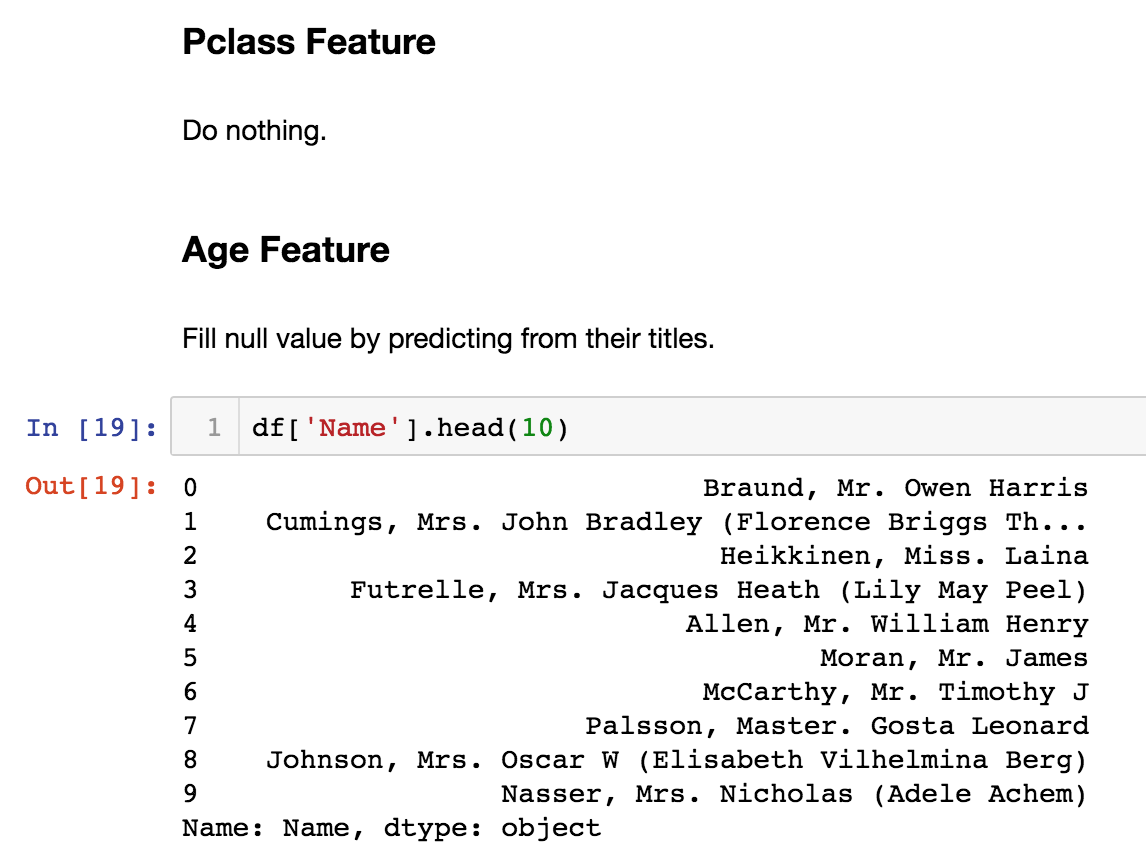 Pclass Feature
Do nothing.
Age Feature
Fill null value by predicting from their titles.
In [19]: 1 df['Name'].head(10)
Out[19]: 0 Braund, Mr. Owen Harris
1 Cumings, Mrs. John Bradley (Florence Briggs Th...
2 Heikkinen, Miss. Laina
3 Futrelle, Mrs. Jacques Heath (Lily May Peel)
4 Allen, Mr. William Henry
5 Moran, Mr. James
6 McCarthy, Mr. Timothy J
7 Palsson, Master. Gosta Leonard
8 Johnson, Mrs. Oscar W (Elisabeth Vilhelmina Berg)
9 Nasser, Mrs. Nicholas (Adele Achem)
Name: Name, dtype: object